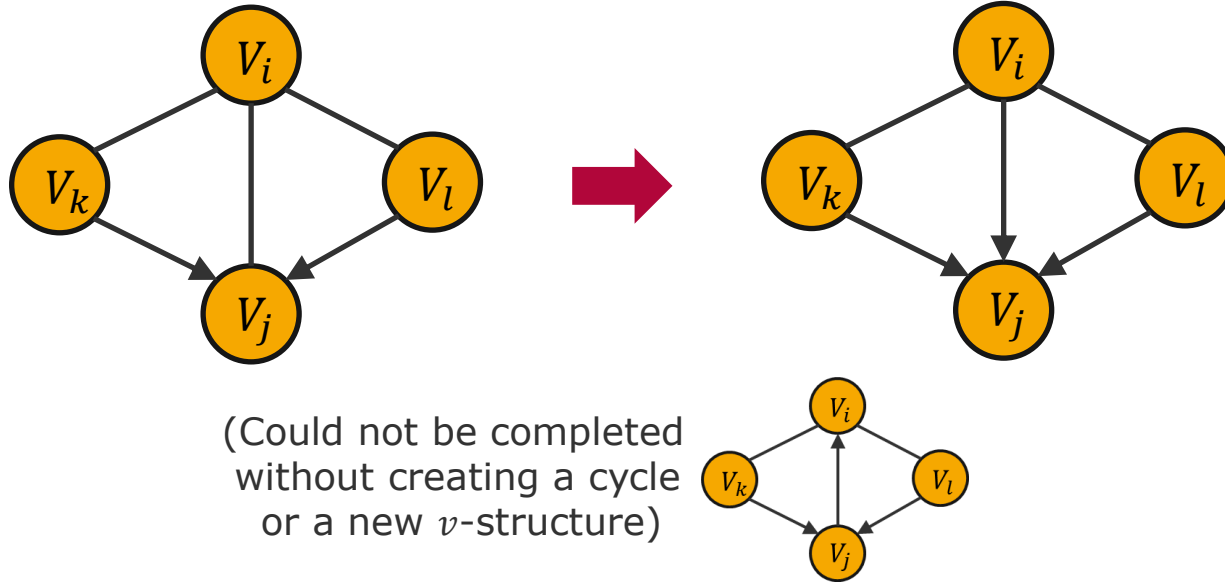 V_i
V_k
V_l
V_j
V_i
V_k
V_l
V_j
(Could not be completed
without creating a cycle
or a new v-structure)
V_i
V_k
V_l
V_j